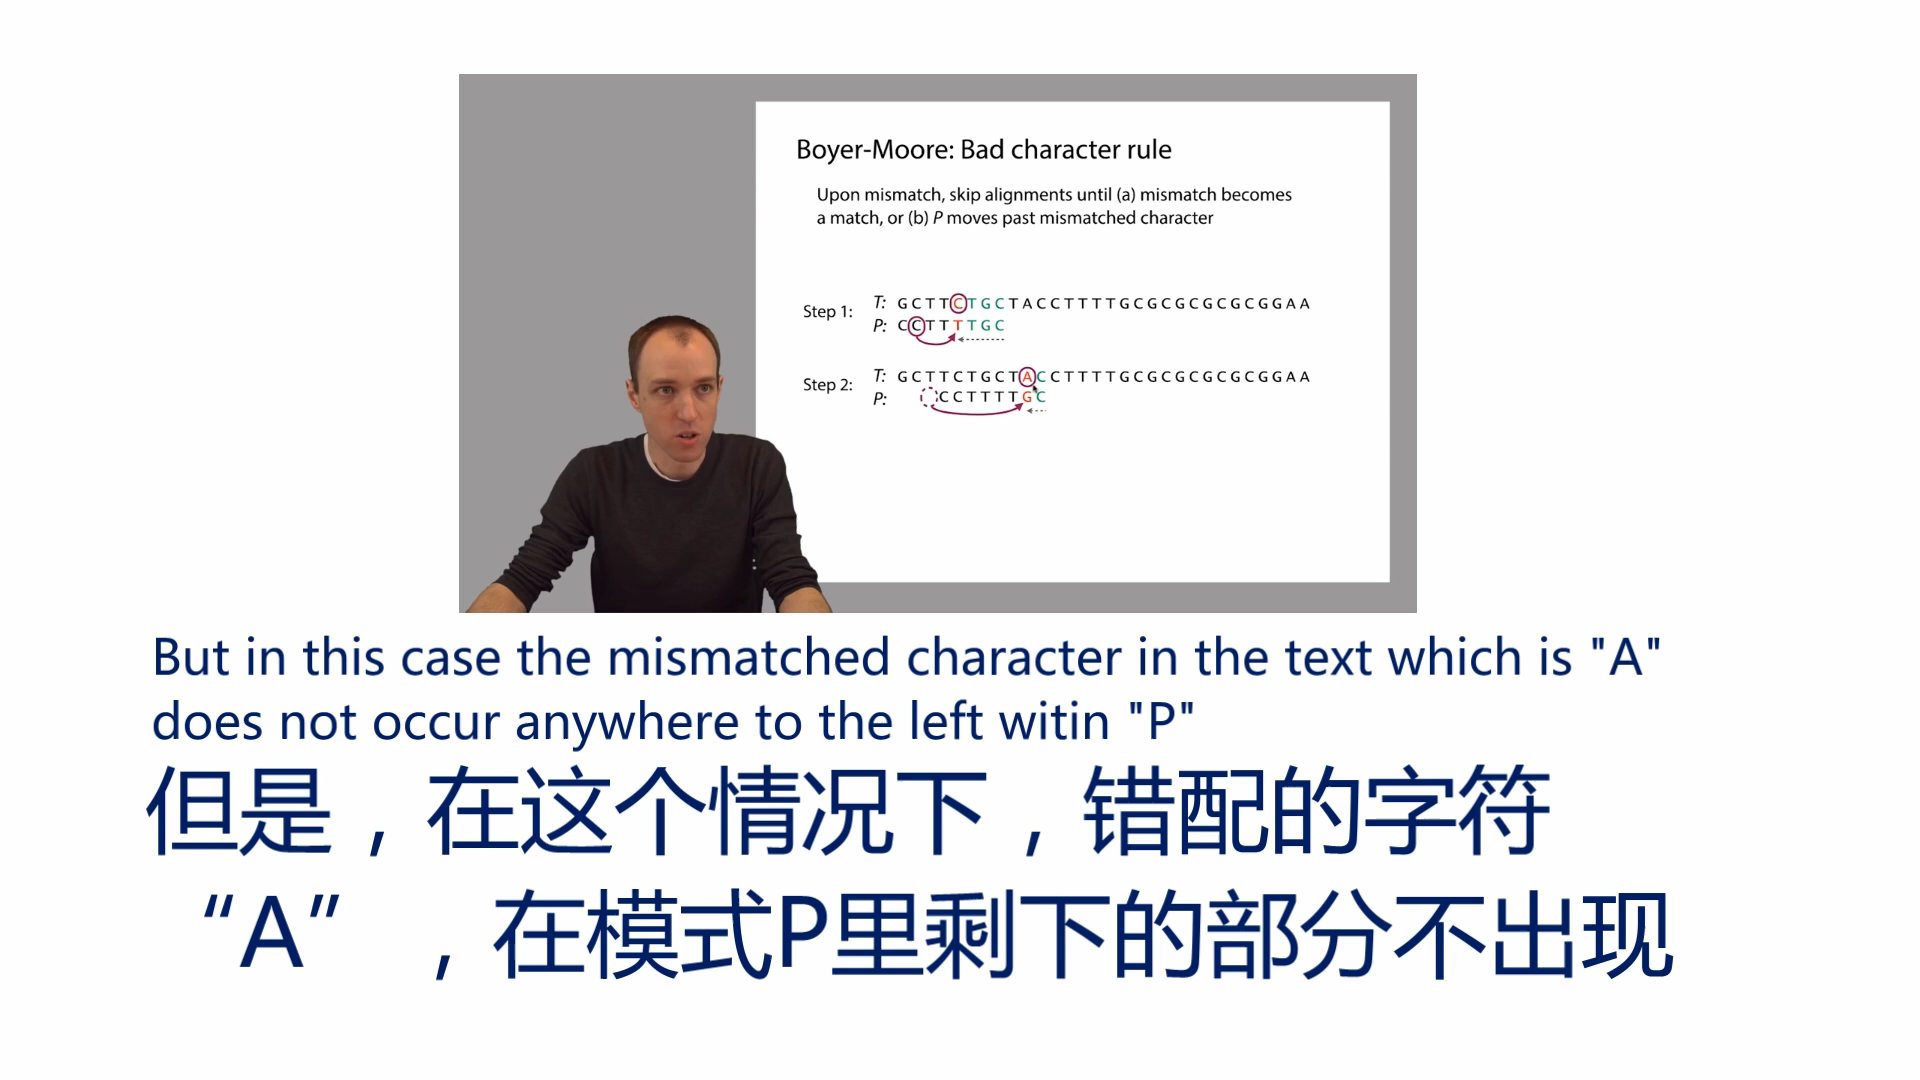 Boyer-Moore: Bad character rule
Upon mismatch, skip alignments until (a) mismatch becomes
a match, or (b) P moves past mismatched character
Step 1:
T: GCTTCTGCTACCTTTTGCGCGCGCGCGGAA
P: CCTTTTGC
Step 2:
T: GCTTCTGCTACCTTTTGCGCGCGCGCGGAA
P: CCTTTTGC
But in this case the mismatched character in the text which is "A"
does not occur anywhere to the left witin "P"
但是，在这个情况下，错配的字符
“A”，在模式P里剩下的部分不出现